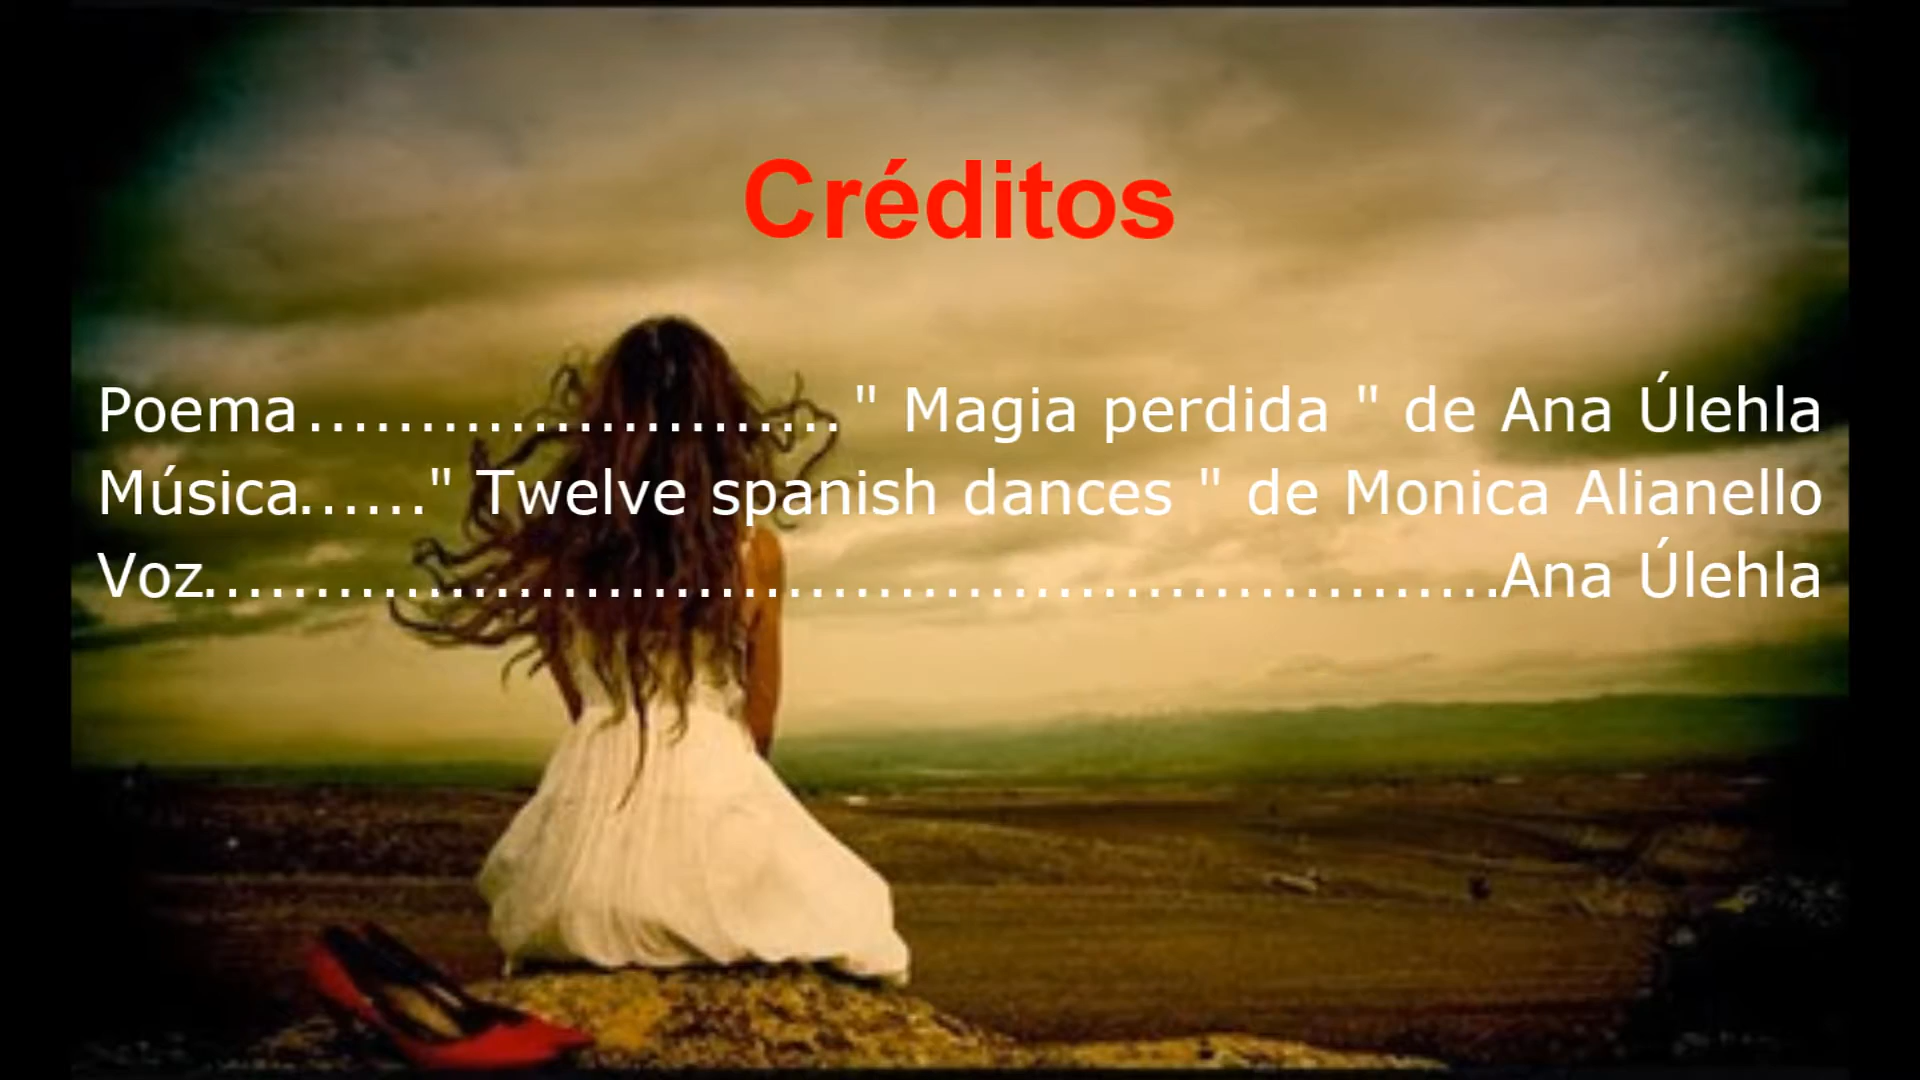 Créditos
Poema........................" Magia perdida " de Ana Úlehla
Música......" Twelve spanish dances " de Monica Alianello
Voz..........................................................Ana Úlehla